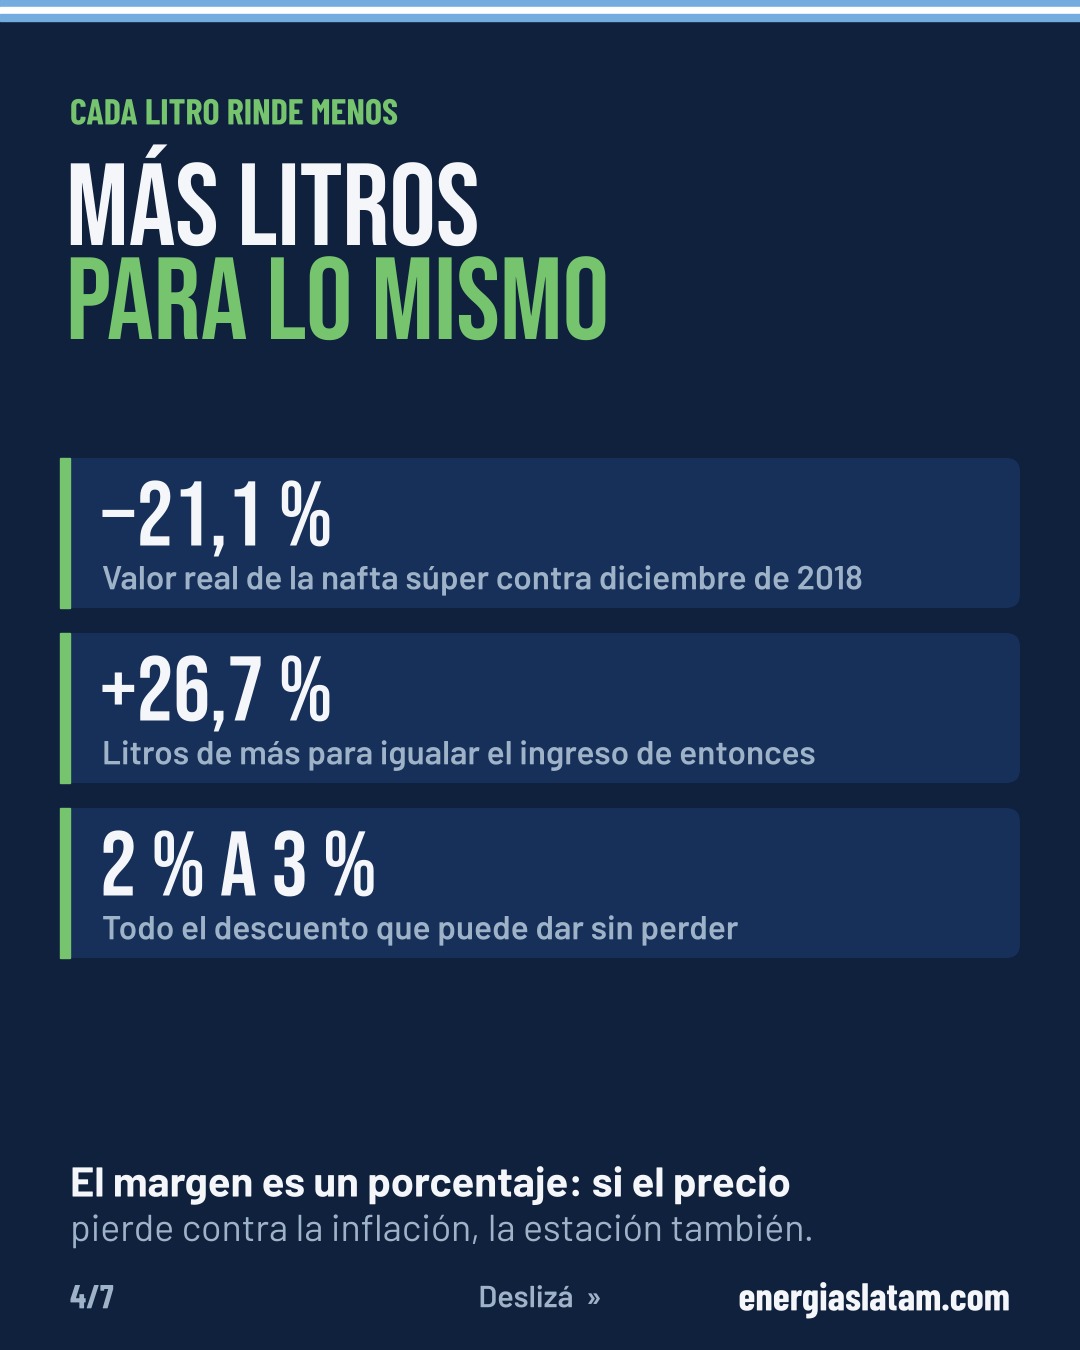 CADA LITRO RINDE MENOS
MÁS LITROS
PARA LO MISMO
−21,1 %
Valor real de la nafta súper contra diciembre de 2018
+26,7 %
Litros de más para igualar el ingreso de entonces
2 % A 3 %
Todo el descuento que puede dar sin perder
El margen es un porcentaje: si el precio
pierde contra la inflación, la estación también.
4/7
Deslizá »
energiaslatam.com